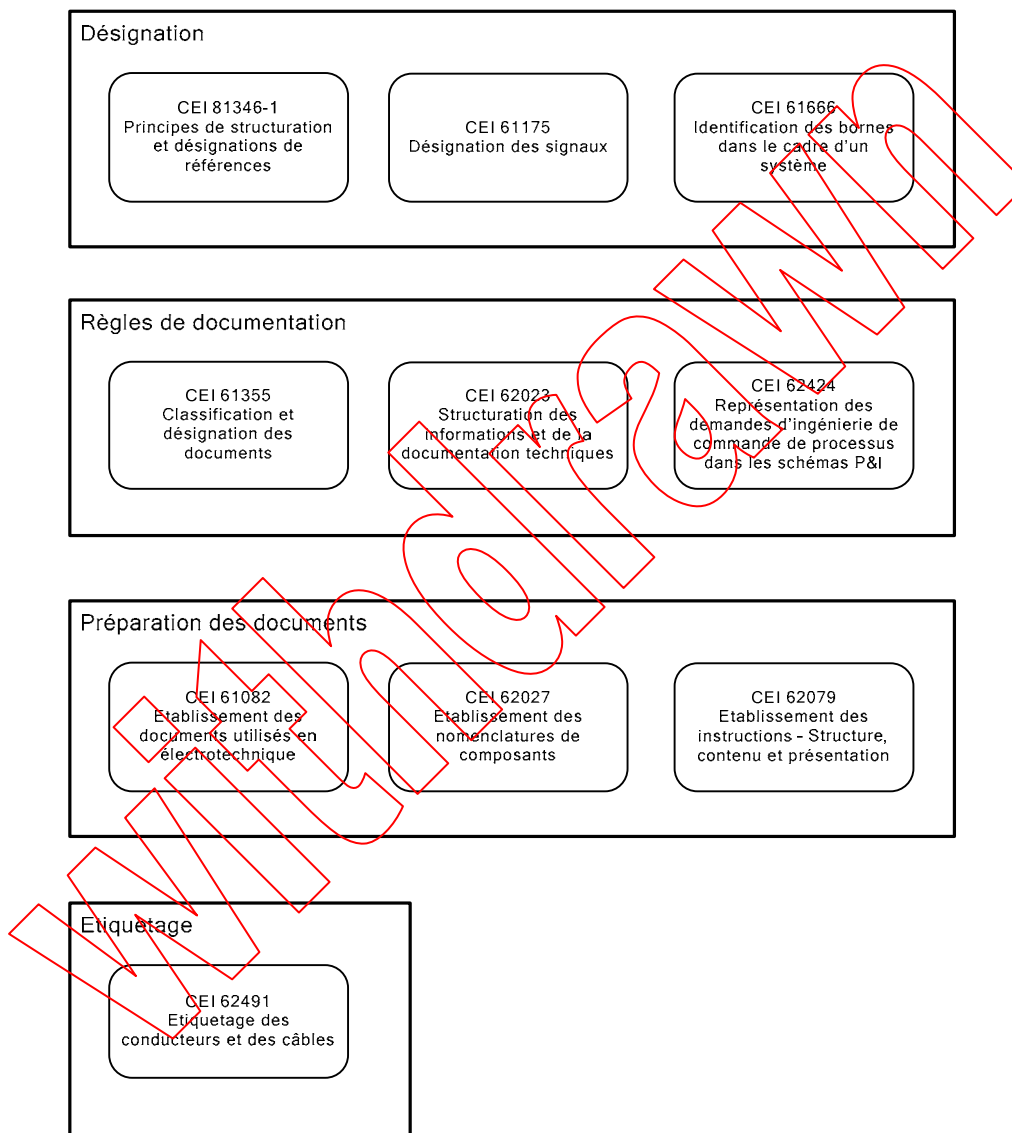 Désignation
CEI 81346-1
Principes de structuration
et désignations de
références
CEI 61175
Désignation des signaux
CEI 61666
Identification des bornes
dans le cadre d'un
système
Règles de documentation
CEI 61355
Classification et
désignation des
documents
CEI 62023
Structuration des
informations et de la
documentation techniques
CEI 62424
Représentation des
demandes d'ingénierie de
commande de processus
dans les schémas P&I
Préparation des documents
CEI 61082
Etablissement des
documents utilisés en
électrotechnique
CEI 62027
Etablissement des
nomenclatures de
composants
CEI 62079
Etablissement des
instructions – Structure,
contenu et présentation
Etiquetage
CEI 62491
Etiquetage des
conducteurs et des câbles
Withdrawn